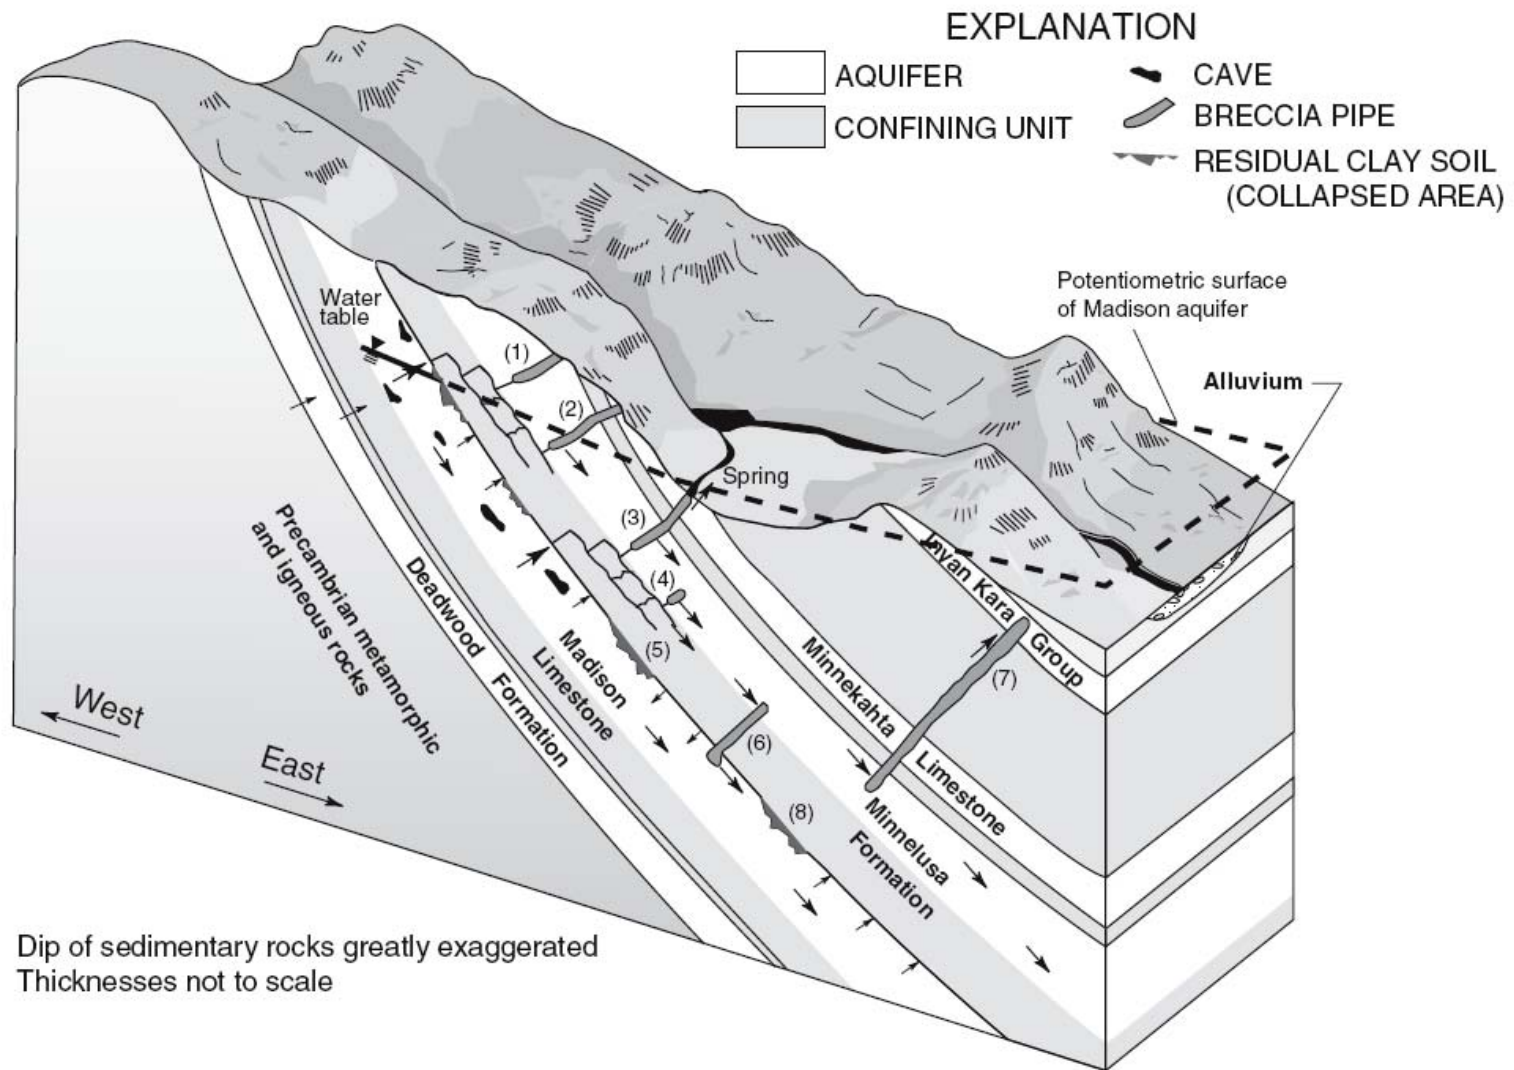 EXPLANATION
AQUIFER
CONFINING UNIT
CAVE
BRECCIA PIPE
RESIDUAL CLAY SOIL
(COLLAPSED AREA)
Potentiometric surface
of Madison aquifer
Alluvium
Water
table
(1)
(2)
Spring
(3)
(4)
(5)
(6)
(7)
(8)
Precambrian metamorphic
and igneous rocks
Deadwood Formation
Madison
Limestone
Minnekahta Limestone
Inyan Kara Group
Minnelusa
Formation
West
East
Dip of sedimentary rocks greatly exaggerated
Thicknesses not to scale